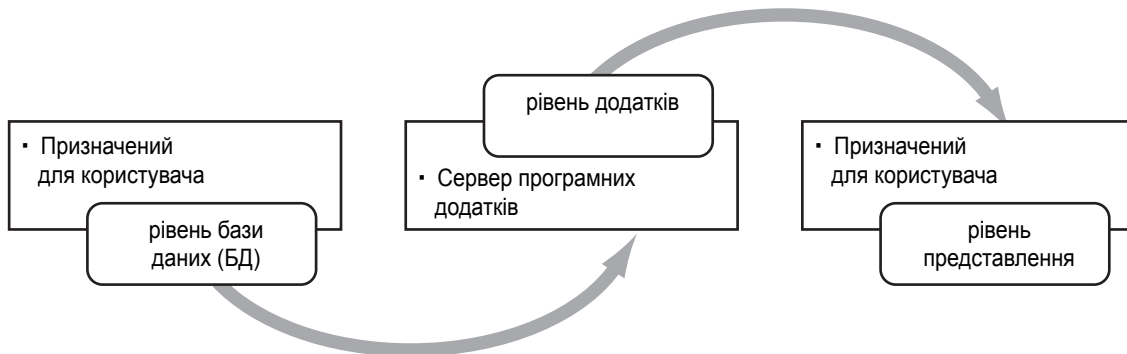 ▪ Призначений
для користувача
рівень бази
даних (БД)
рівень додатків
▪ Сервер програмних
додатків
▪ Призначений
для користувача
рівень
представлення